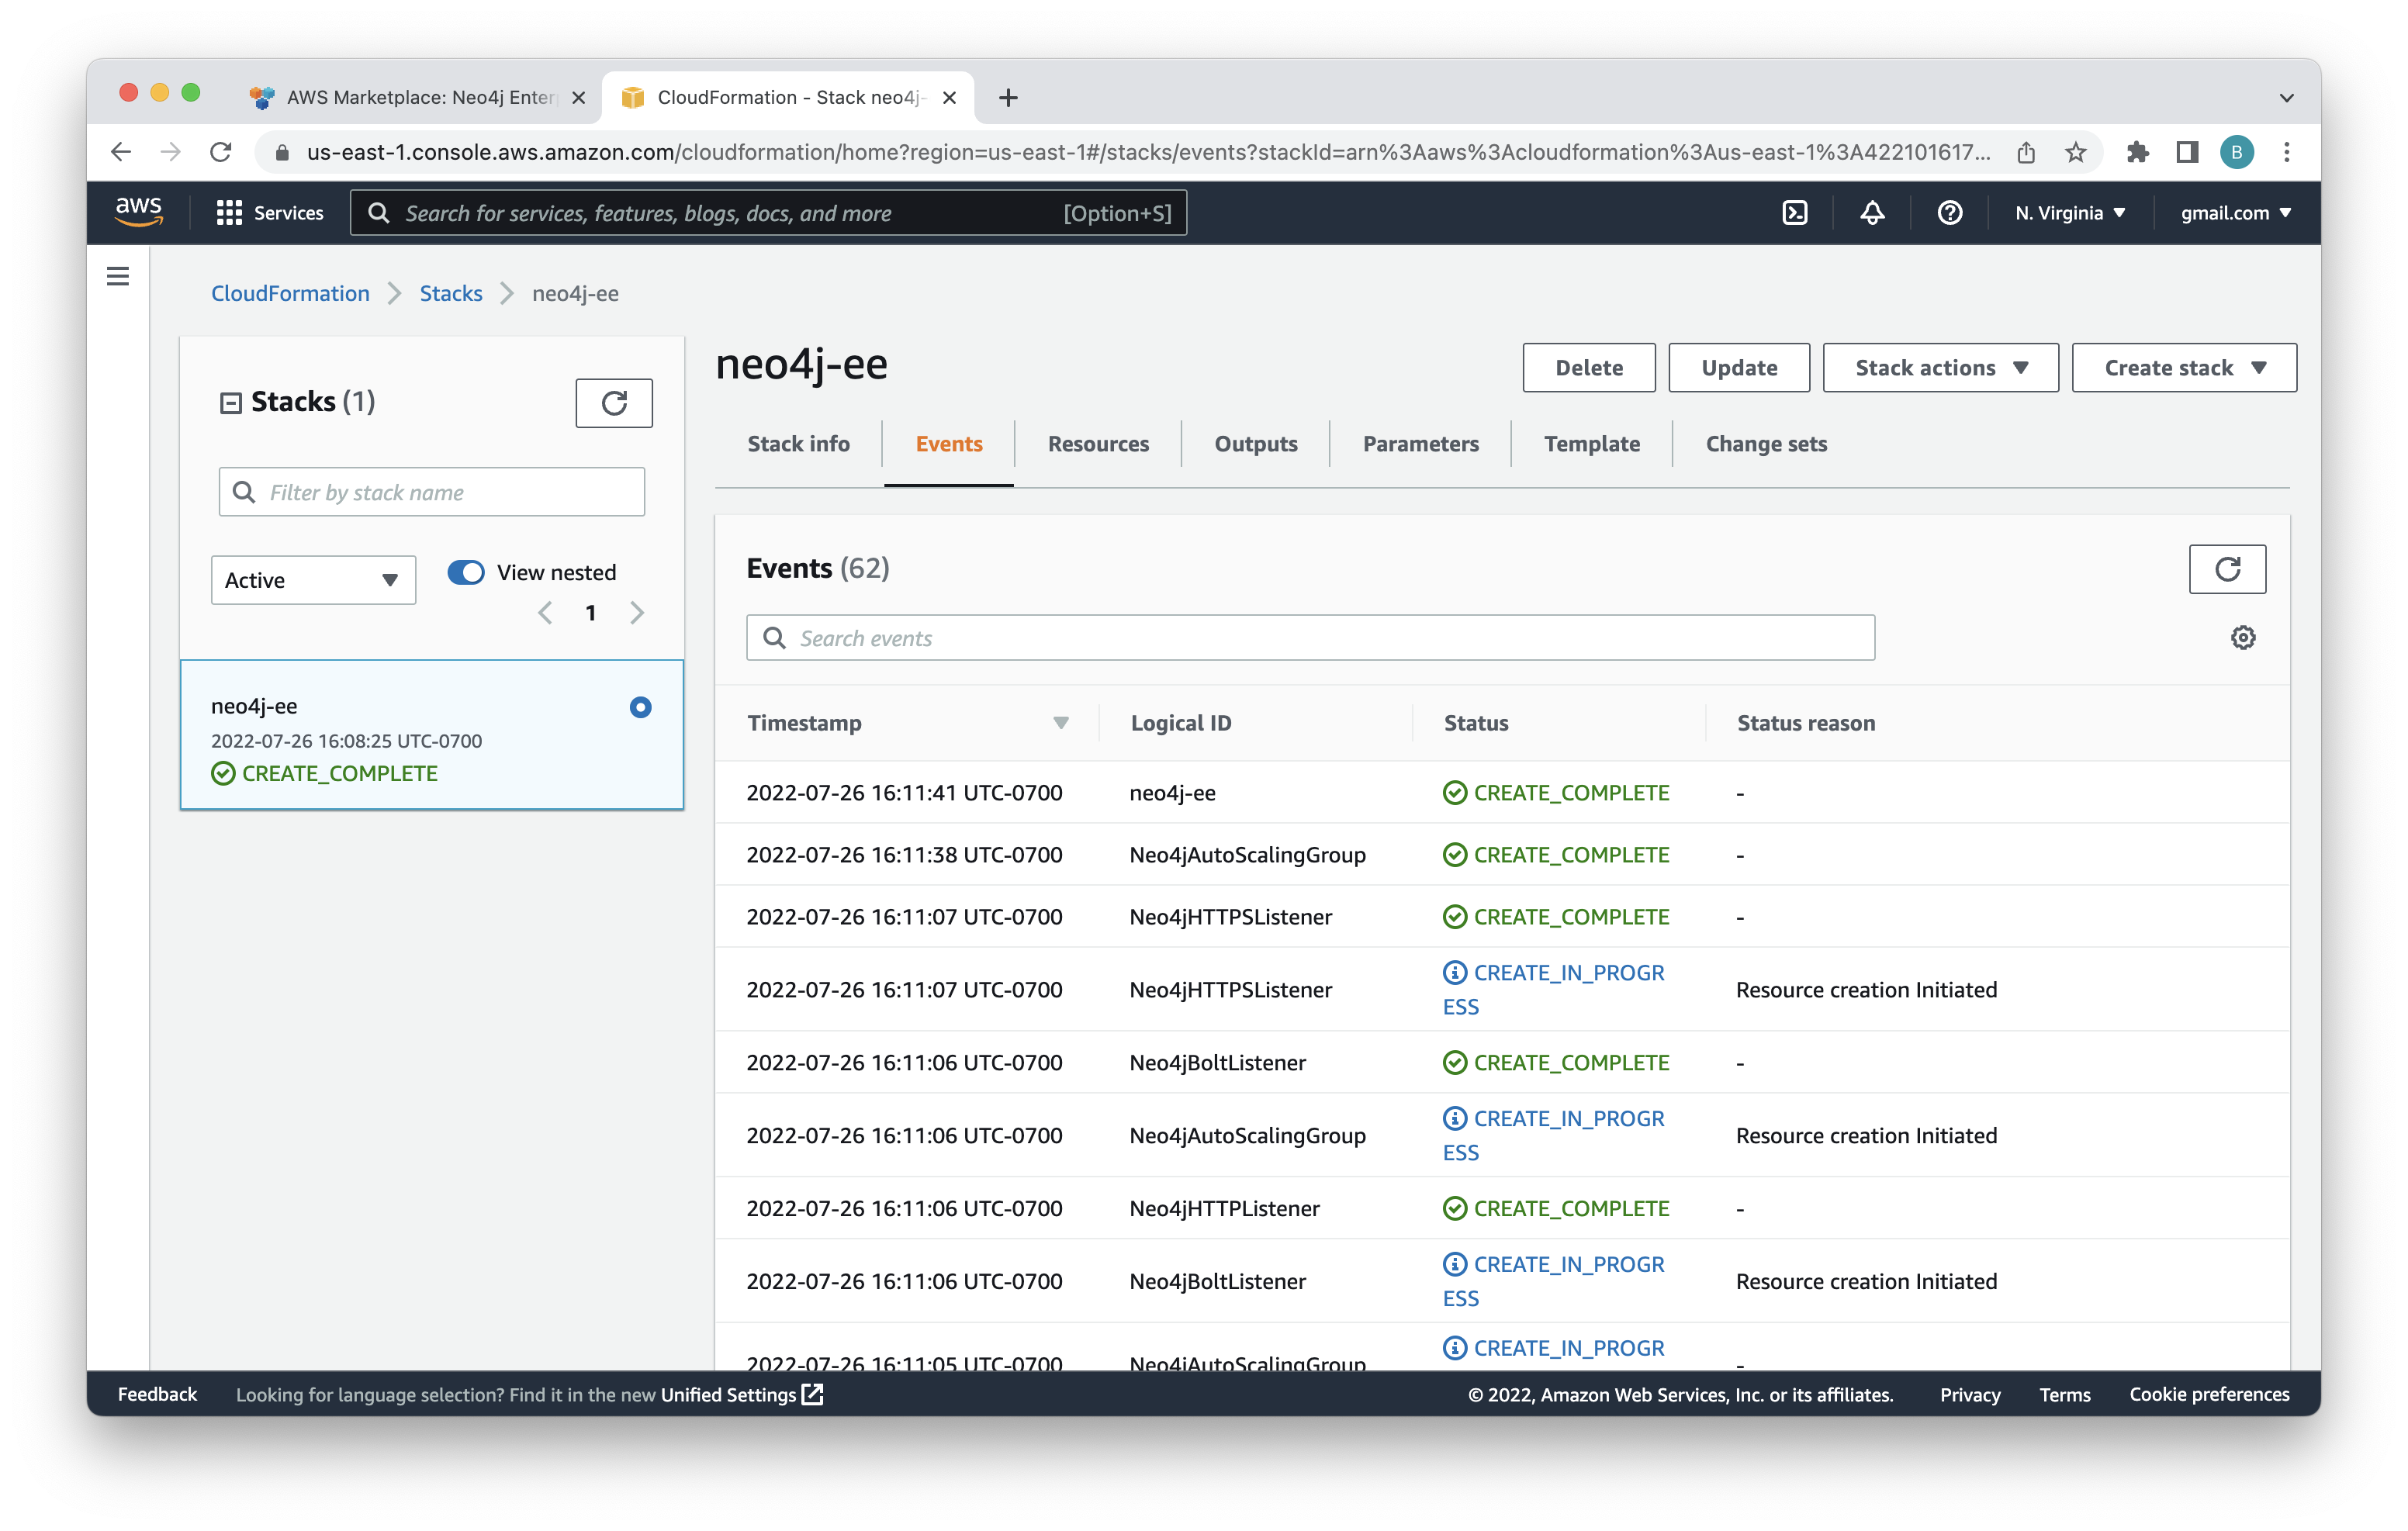 AWS Marketplace: Neo4j Enter
CloudFormation - Stack neo4j-
us-east-1.console.aws.amazon.com/cloudformation/home?region=us-east-1#/stacks/events?stackId=arn%3Aaws%3Acloudformation%3Aus-east-1%3A422101617...
B
aws
Services
Search for services, features, blogs, docs, and more
[Option+S]
N. Virginia
gmail.com
CloudFormation
Stacks
neo4j-ee
Stacks (1)
Filter by stack name
Active
View nested
1
neo4j-ee
2022-07-26 16:08:25 UTC-0700
CREATE_COMPLETE
neo4j-ee
Delete
Update
Stack actions
Create stack
Stack info
Events
Resources
Outputs
Parameters
Template
Change sets
Events (62)
Search events
Timestamp Logical ID Status Status reason
2022-07-26 16:11:41 UTC-0700 neo4j-ee CREATE_COMPLETE -
2022-07-26 16:11:38 UTC-0700 Neo4jAutoScalingGroup CREATE_COMPLETE -
2022-07-26 16:11:07 UTC-0700 Neo4jHTTPSListener CREATE_COMPLETE -
2022-07-26 16:11:07 UTC-0700 Neo4jHTTPSListener CREATE_IN_PROGR
ESS Resource creation Initiated
2022-07-26 16:11:06 UTC-0700 Neo4jBoltListener CREATE_COMPLETE -
2022-07-26 16:11:06 UTC-0700 Neo4jAutoScalingGroup CREATE_IN_PROGR
ESS Resource creation Initiated
2022-07-26 16:11:06 UTC-0700 Neo4jHTTPListener CREATE_COMPLETE -
2022-07-26 16:11:06 UTC-0700 Neo4jBoltListener CREATE_IN_PROGR
ESS Resource creation Initiated
2022-07-26 16:11:05 UTC-0700 Neo4jAutoScalingGroup CREATE_IN_PROGR -
Feedback
Looking for language selection? Find it in the new Unified Settings
© 2022, Amazon Web Services, Inc. or its affiliates.
Privacy
Terms
Cookie preferences